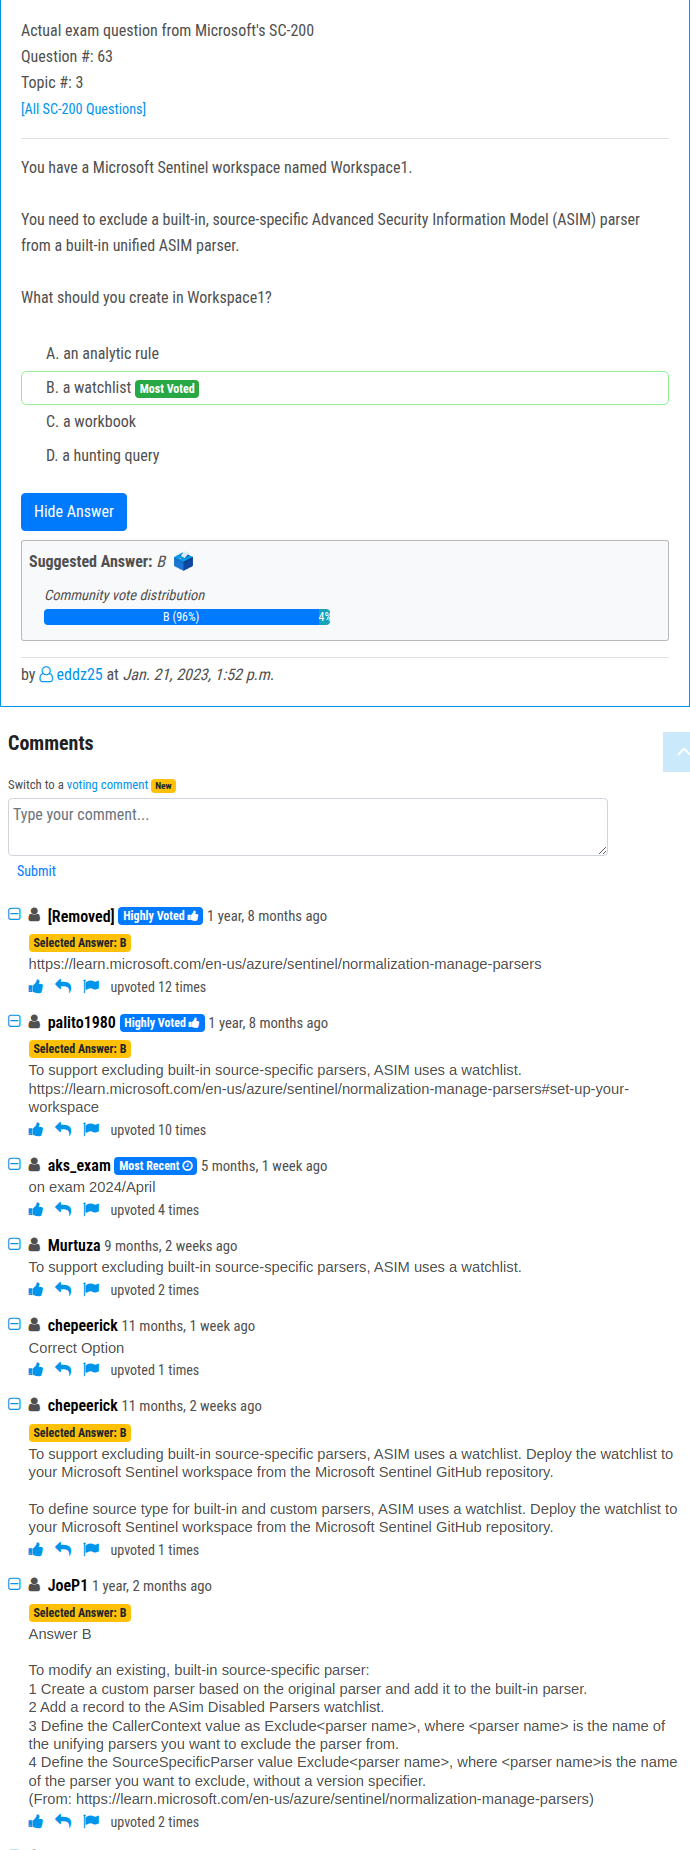 Actual exam question from Microsoft's SC-200
Question #: 63
Topic #: 3
[All SC-200 Questions]
You have a Microsoft Sentinel workspace named Workspace1.
You need to exclude a built-in, source-specific Advanced Security Information Model (ASIM) parser
from a built-in unified ASIM parser.
What should you create in Workspace1?
A. an analytic rule
B. a watchlist Most Voted
C. a workbook
D. a hunting query
Hide Answer
Suggested Answer: B
Community vote distribution
B (96%) 4%
by eddz25 at Jan. 21, 2023, 1:52 p.m.
Comments
Switch to a voting comment New
Type your comment...
Submit
[Removed] Highly Voted 1 year, 8 months ago
Selected Answer: B
https://learn.microsoft.com/en-us/azure/sentinel/normalization-manage-parsers
upvoted 12 times
palito1980 Highly Voted 1 year, 8 months ago
Selected Answer: B
To support excluding built-in source-specific parsers, ASIM uses a watchlist.
https://learn.microsoft.com/en-us/azure/sentinel/normalization-manage-parsers#set-up-your-
workspace
upvoted 10 times
aks_exam Most Recent 5 months, 1 week ago
on exam 2024/April
upvoted 4 times
Murtuza 9 months, 2 weeks ago
To support excluding built-in source-specific parsers, ASIM uses a watchlist.
upvoted 2 times
chepeerick 11 months, 1 week ago
Correct Option
upvoted 1 times
chepeerick 11 months, 2 weeks ago
Selected Answer: B
To support excluding built-in source-specific parsers, ASIM uses a watchlist. Deploy the watchlist to
your Microsoft Sentinel workspace from the Microsoft Sentinel GitHub repository.
To define source type for built-in and custom parsers, ASIM uses a watchlist. Deploy the watchlist to
your Microsoft Sentinel workspace from the Microsoft Sentinel GitHub repository.
upvoted 1 times
JoeP1 1 year, 2 months ago
Selected Answer: B
Answer B
To modify an existing, built-in source-specific parser:
1 Create a custom parser based on the original parser and add it to the built-in parser.
2 Add a record to the ASim Disabled Parsers watchlist.
3 Define the CallerContext value as Exclude<parser name>, where <parser name> is the name of
the unifying parsers you want to exclude the parser from.
4 Define the SourceSpecificParser value Exclude<parser name>, where <parser name>is the name
of the parser you want to exclude, without a version specifier.
(From: https://learn.microsoft.com/en-us/azure/sentinel/normalization-manage-parsers)
upvoted 2 times